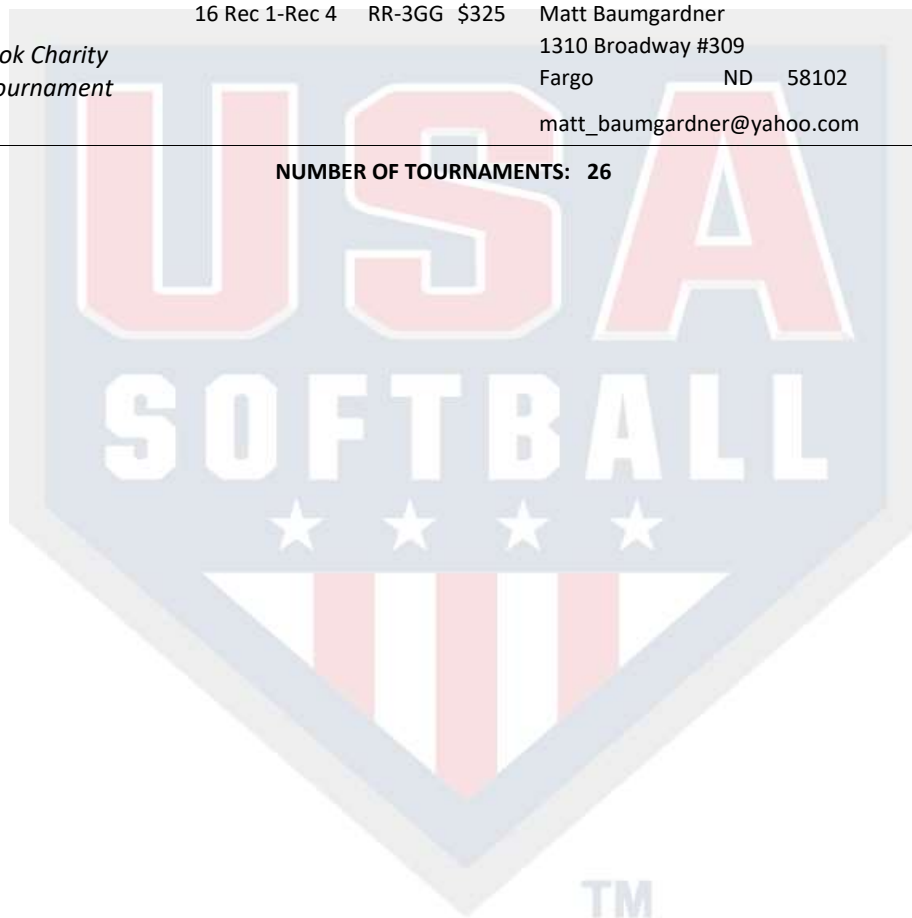 16 Rec 1-Rec 4 RR-3GG $325 Matt Baumgardner
1310 Broadway #309
ok Charity
Fargo ND 58102
ournament
matt_baumgardner@yahoo.com
NUMBER OF TOURNAMENTS: 26
USA
SOFTBALL
TM